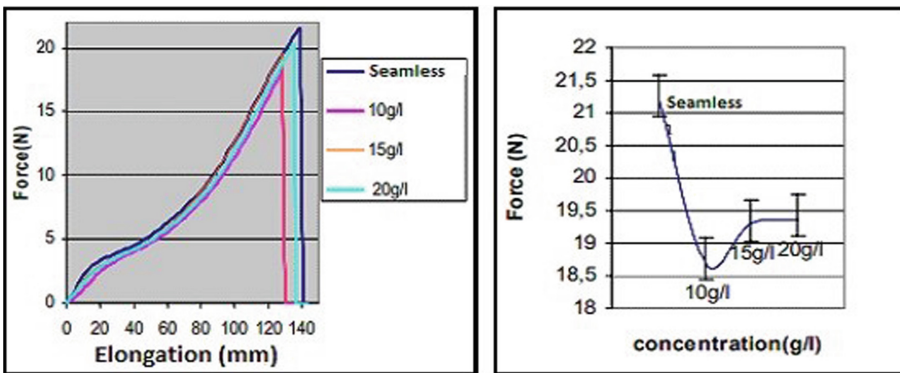 20
15
10
5
0
Force(N)
0 20 40 60 80 100 120 140
Elongation (mm)
Seamless
10g/l
15g/l
20g/l
22
21,5
21
20,5
20
19,5
19
18,5
18
Force (N)
Seamless
15g/l 20g/l
10g/l
concentration(g/l)